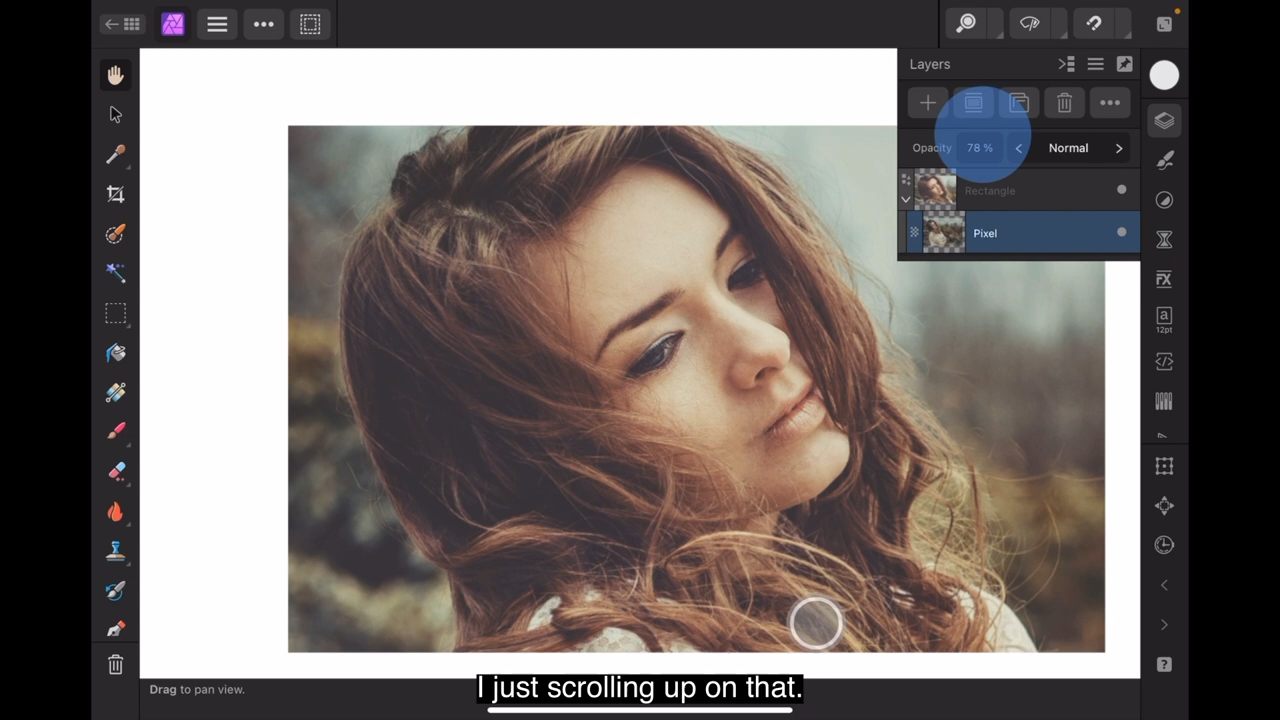 Layers
Opacity 78 % Normal
Rectangle
Pixel
FX
a
12pt
?
Drag to pan view.
I just scrolling up on that.